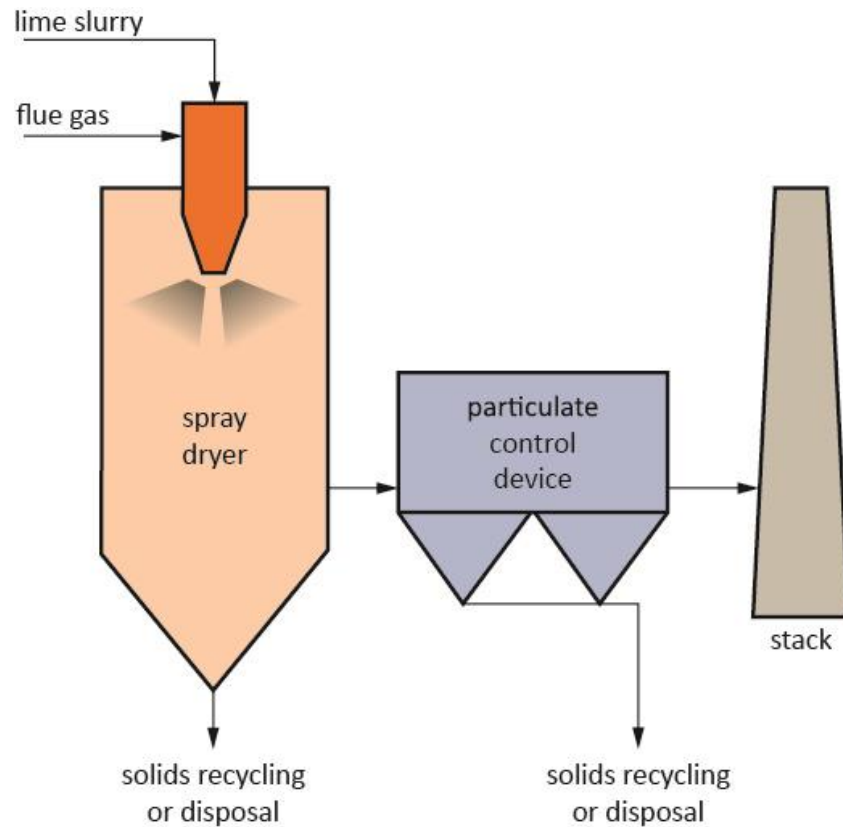 lime slurry
flue gas
spray
dryer
particulate
control
device
stack
solids recycling
or disposal
solids recycling
or disposal